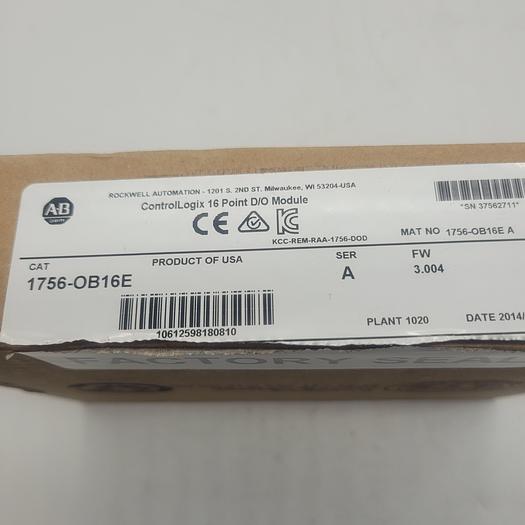 ROCKWELL AUTOMATION - 1201 S. 2ND ST. Milwaukee, WI 53204-USA
AB
ControlLogix 16 Point D/O Module
*SN 37562711*
CE
KCC-REM-RAA-1756-DOD
MAT NO 1756-OB16E A
CAT
PRODUCT OF USA
SER
FW
1756-OB16E
A
3.004
10612598180810
PLANT 1020
DATE 2014/
FACTORY